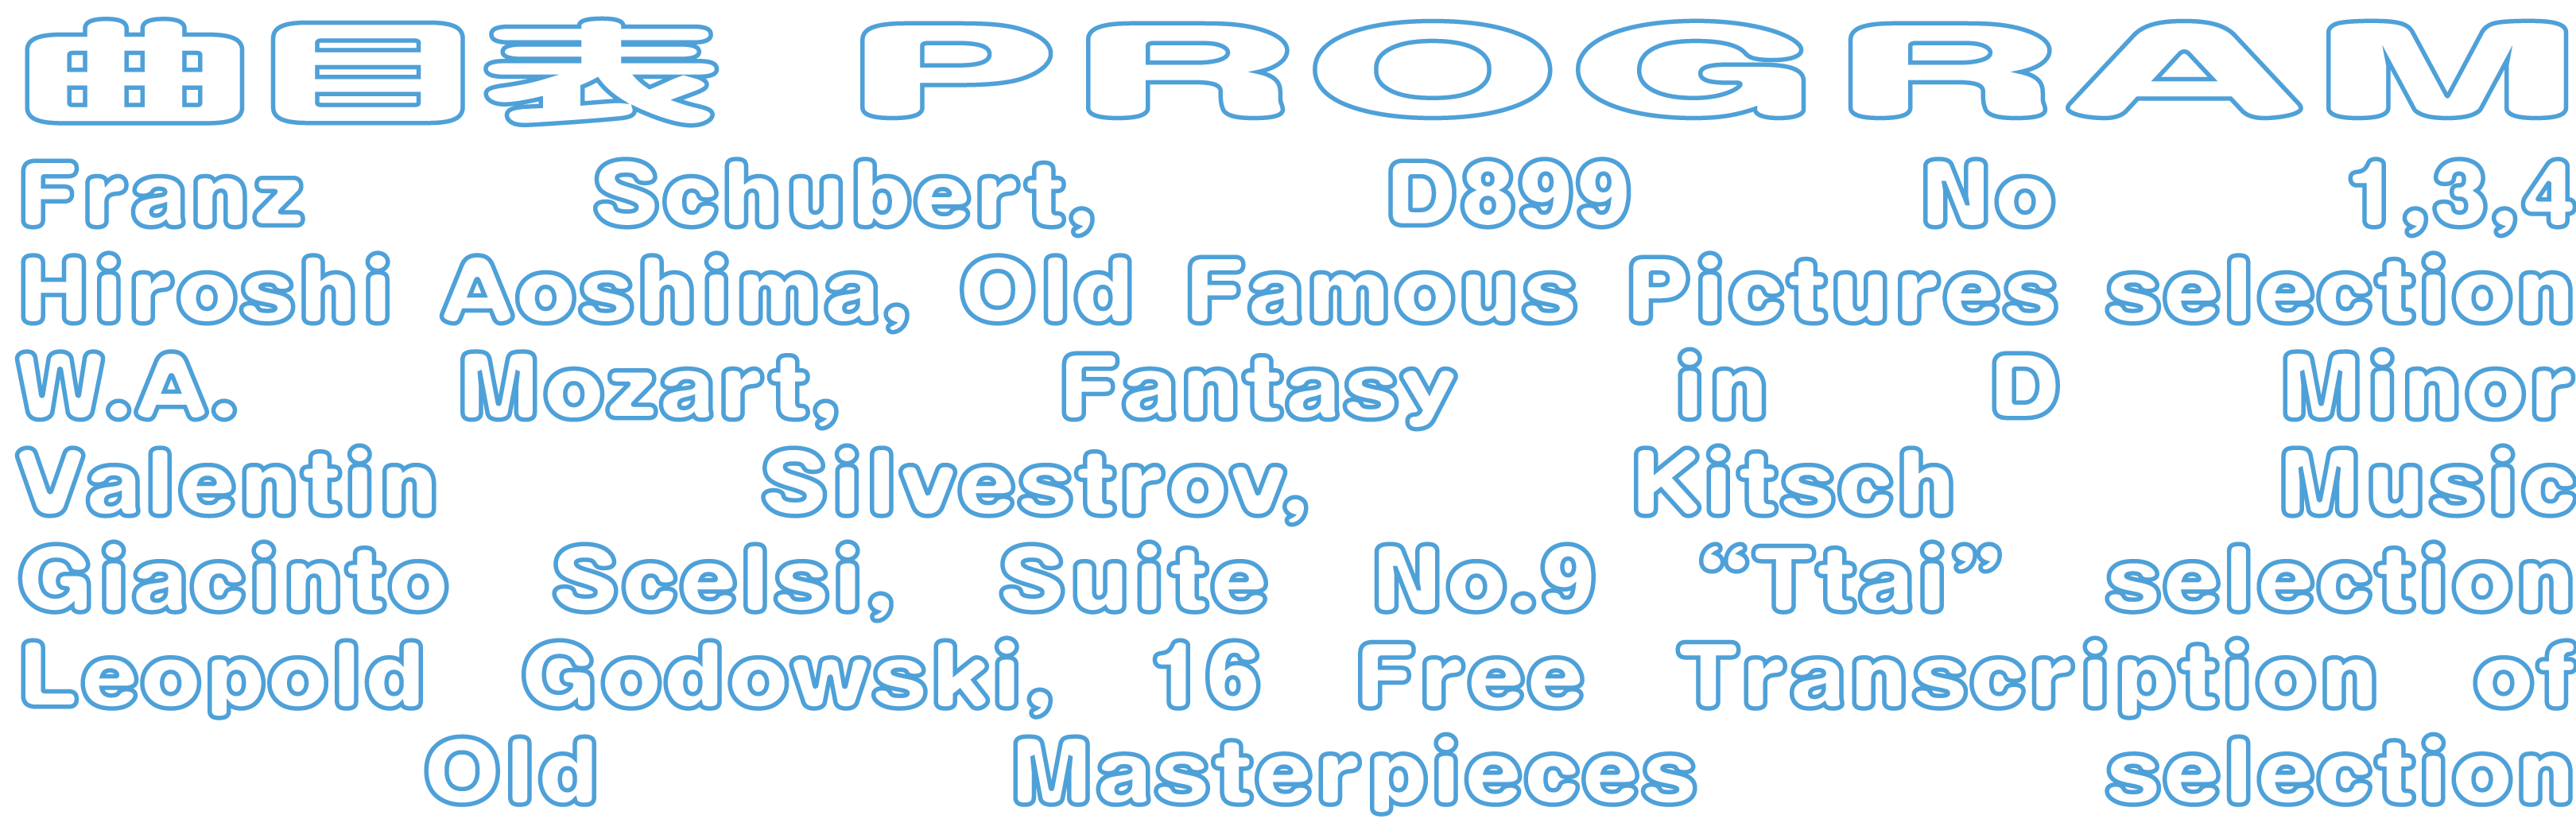 曲目表 PROGRAM
Franz Schubert, D899 No 1,3,4
Hiroshi Aoshima, Old Famous Pictures selection
W.A. Mozart, Fantasy in D Minor
Valentin Silvestrov, Kitsch Music
Giacinto Scelsi, Suite No.9 “Ttai” selection
Leopold Godowski, 16 Free Transcription of
Old Masterpieces selection